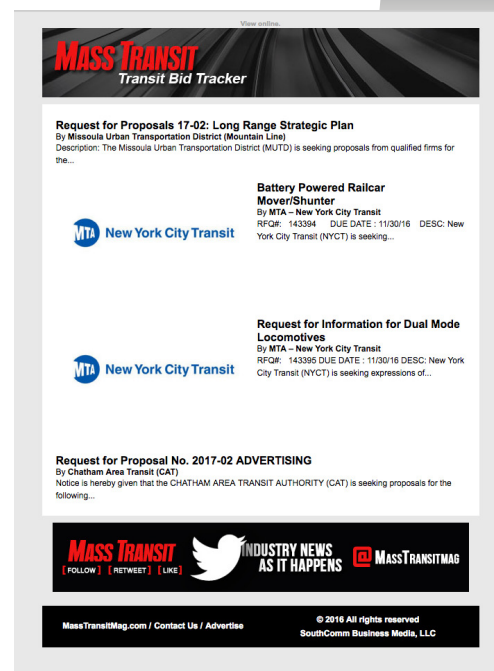 View online.
MASS TRANSIT
Transit Bid Tracker
Request for Proposals 17-02: Long Range Strategic Plan
By Missoula Urban Transportation District (Mountain Line)
Description: The Missoula Urban Transportation District (MUTD) is seeking proposals from qualified firms for
the...
MTA New York City Transit
Battery Powered Railcar
Mover/Shunter
By MTA – New York City Transit
RFQ#: 143394 DUE DATE : 11/30/16 DESC: New
York City Transit (NYCT) is seeking...
MTA New York City Transit
Request for Information for Dual Mode
Locomotives
By MTA – New York City Transit
RFQ#: 143395 DUE DATE : 11/30/16 DESC: New York
City Transit (NYCT) is seeking expressions of...
Request for Proposal No. 2017-02 ADVERTISING
By Chatham Area Transit (CAT)
Notice is hereby given that the CHATHAM AREA TRANSIT AUTHORITY (CAT) is seeking proposals for the
following...
MASS TRANSIT
[ FOLLOW ] [ RETWEET ] [ LIKE ]
INDUSTRY NEWS
AS IT HAPPENS
@ MASSTRANSITMAG
MassTransitMag.com / Contact Us / Advertise
© 2016 All rights reserved
SouthComm Business Media, LLC